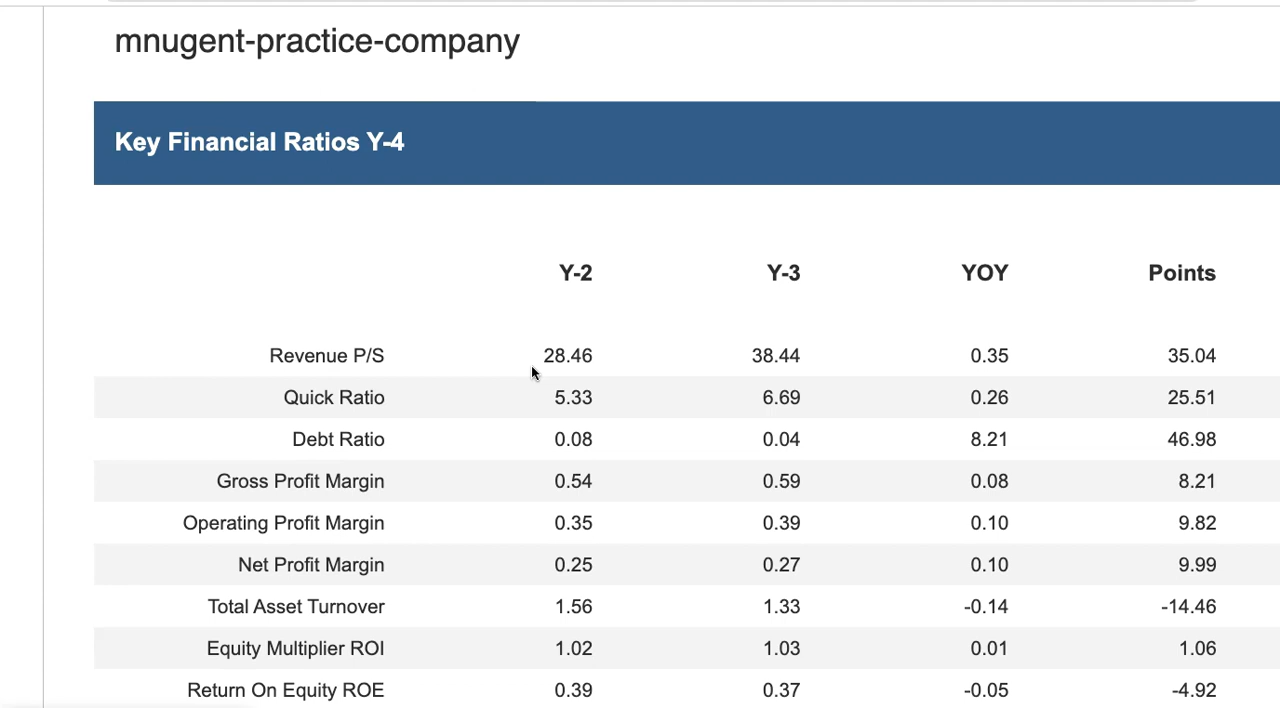 mnugent-practice-company
Key Financial Ratios Y-4
Y-2 Y-3 YOY Points
Revenue P/S 28.46 38.44 0.35 35.04
Quick Ratio 5.33 6.69 0.26 25.51
Debt Ratio 0.08 0.04 8.21 46.98
Gross Profit Margin 0.54 0.59 0.08 8.21
Operating Profit Margin 0.35 0.39 0.10 9.82
Net Profit Margin 0.25 0.27 0.10 9.99
Total Asset Turnover 1.56 1.33 -0.14 -14.46
Equity Multiplier ROI 1.02 1.03 0.01 1.06
Return On Equity ROE 0.39 0.37 -0.05 -4.92